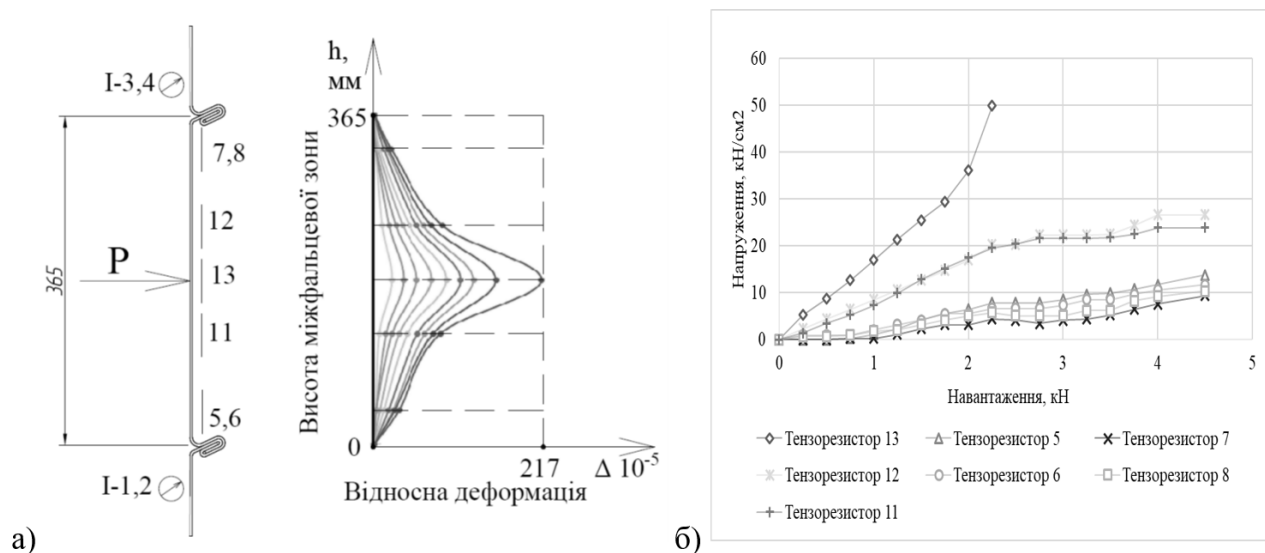 I-3,4
365
7,8
12
P
13
11
5,6
I-1,2
а)
h,
мм
365
Висота міжфальцевої зони
0
217
Δ 10⁻⁵
Відносна деформація
б)
Напруження, кН/см2
60
50
40
30
20
10
0
0 1 2 3 4 5
Навантаження, кН
Тензорезистор 13 Тензорезистор 5 Тензорезистор 7
Тензорезистор 12 Тензорезистор 6 Тензорезистор 8
Тензорезистор 11